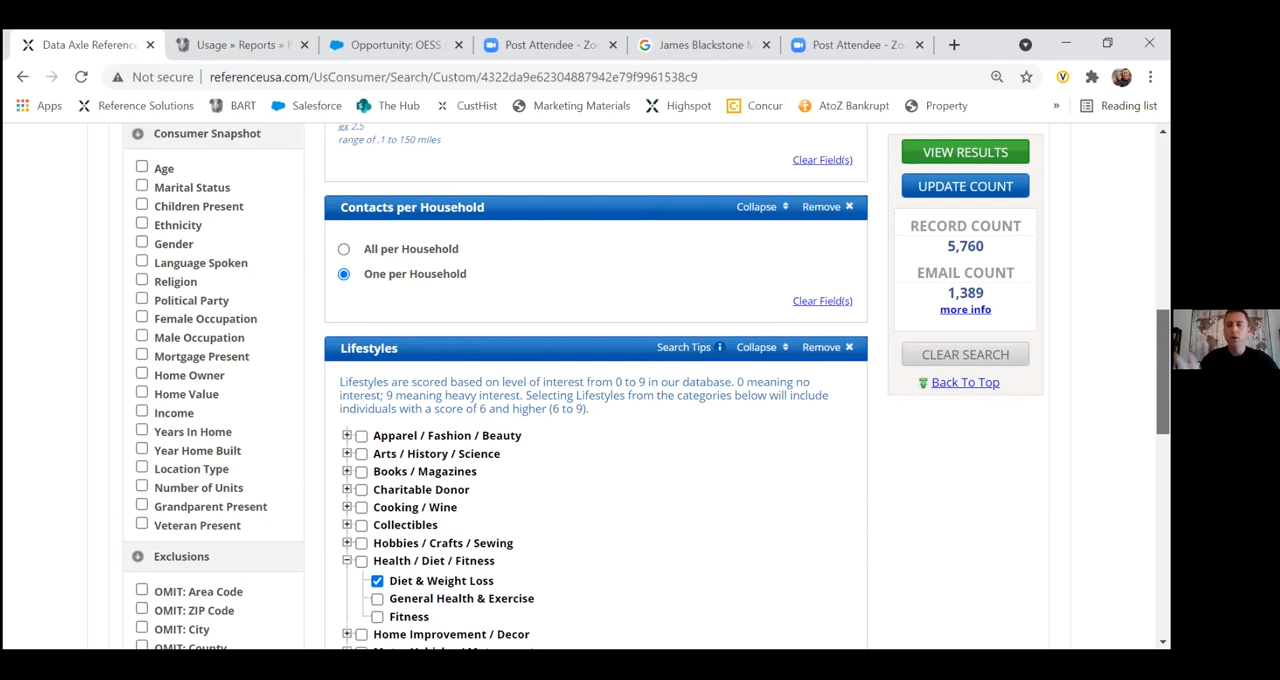 Data Axle Reference
Usage » Reports » F
Opportunity: OESS
Post Attendee - Zo
James Blackstone M
Post Attendee - Zo
Not secure
referenceusa.com/UsConsumer/Search/Custom/4322da9e62304887942e79f9961538c9
Apps
Reference Solutions
BART
Salesforce
The Hub
CustHist
Marketing Materials
Highspot
Concur
AtoZ Bankrupt
Property
»
Reading list
Consumer Snapshot
Age
Marital Status
Children Present
Ethnicity
Gender
Language Spoken
Religion
Political Party
Female Occupation
Male Occupation
Mortgage Present
Home Owner
Home Value
Income
Years In Home
Year Home Built
Location Type
Number of Units
Grandparent Present
Veteran Present
Exclusions
OMIT: Area Code
OMIT: ZIP Code
OMIT: City
OMIT: County
ex 2.5
range of .1 to 150 miles
Clear Field(s)
Contacts per Household
Collapse
Remove
All per Household
One per Household
Clear Field(s)
Lifestyles
Search Tips
Collapse
Remove
Lifestyles are scored based on level of interest from 0 to 9 in our database. 0 meaning no
interest; 9 meaning heavy interest. Selecting Lifestyles from the categories below will include
individuals with a score of 6 and higher (6 to 9).
Apparel / Fashion / Beauty
Arts / History / Science
Books / Magazines
Charitable Donor
Cooking / Wine
Collectibles
Hobbies / Crafts / Sewing
Health / Diet / Fitness
Diet & Weight Loss
General Health & Exercise
Fitness
Home Improvement / Decor
VIEW RESULTS
UPDATE COUNT
RECORD COUNT
5,760
EMAIL COUNT
1,389
more info
CLEAR SEARCH
Back To Top